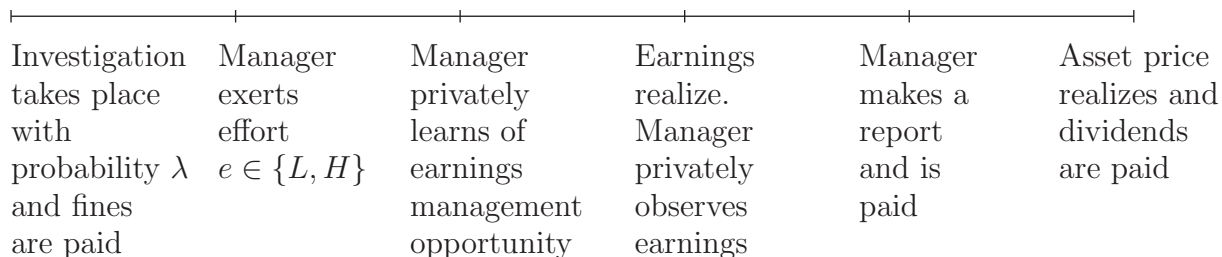 Investigation
takes place
with
probability λ
and fines
are paid
Manager
exerts
effort
e ∈ {L, H}
Manager
privately
learns of
earnings
management
opportunity
Earnings
realize.
Manager
privately
observes
earnings
Manager
makes a
report
and is
paid
Asset price
realizes and
dividends
are paid